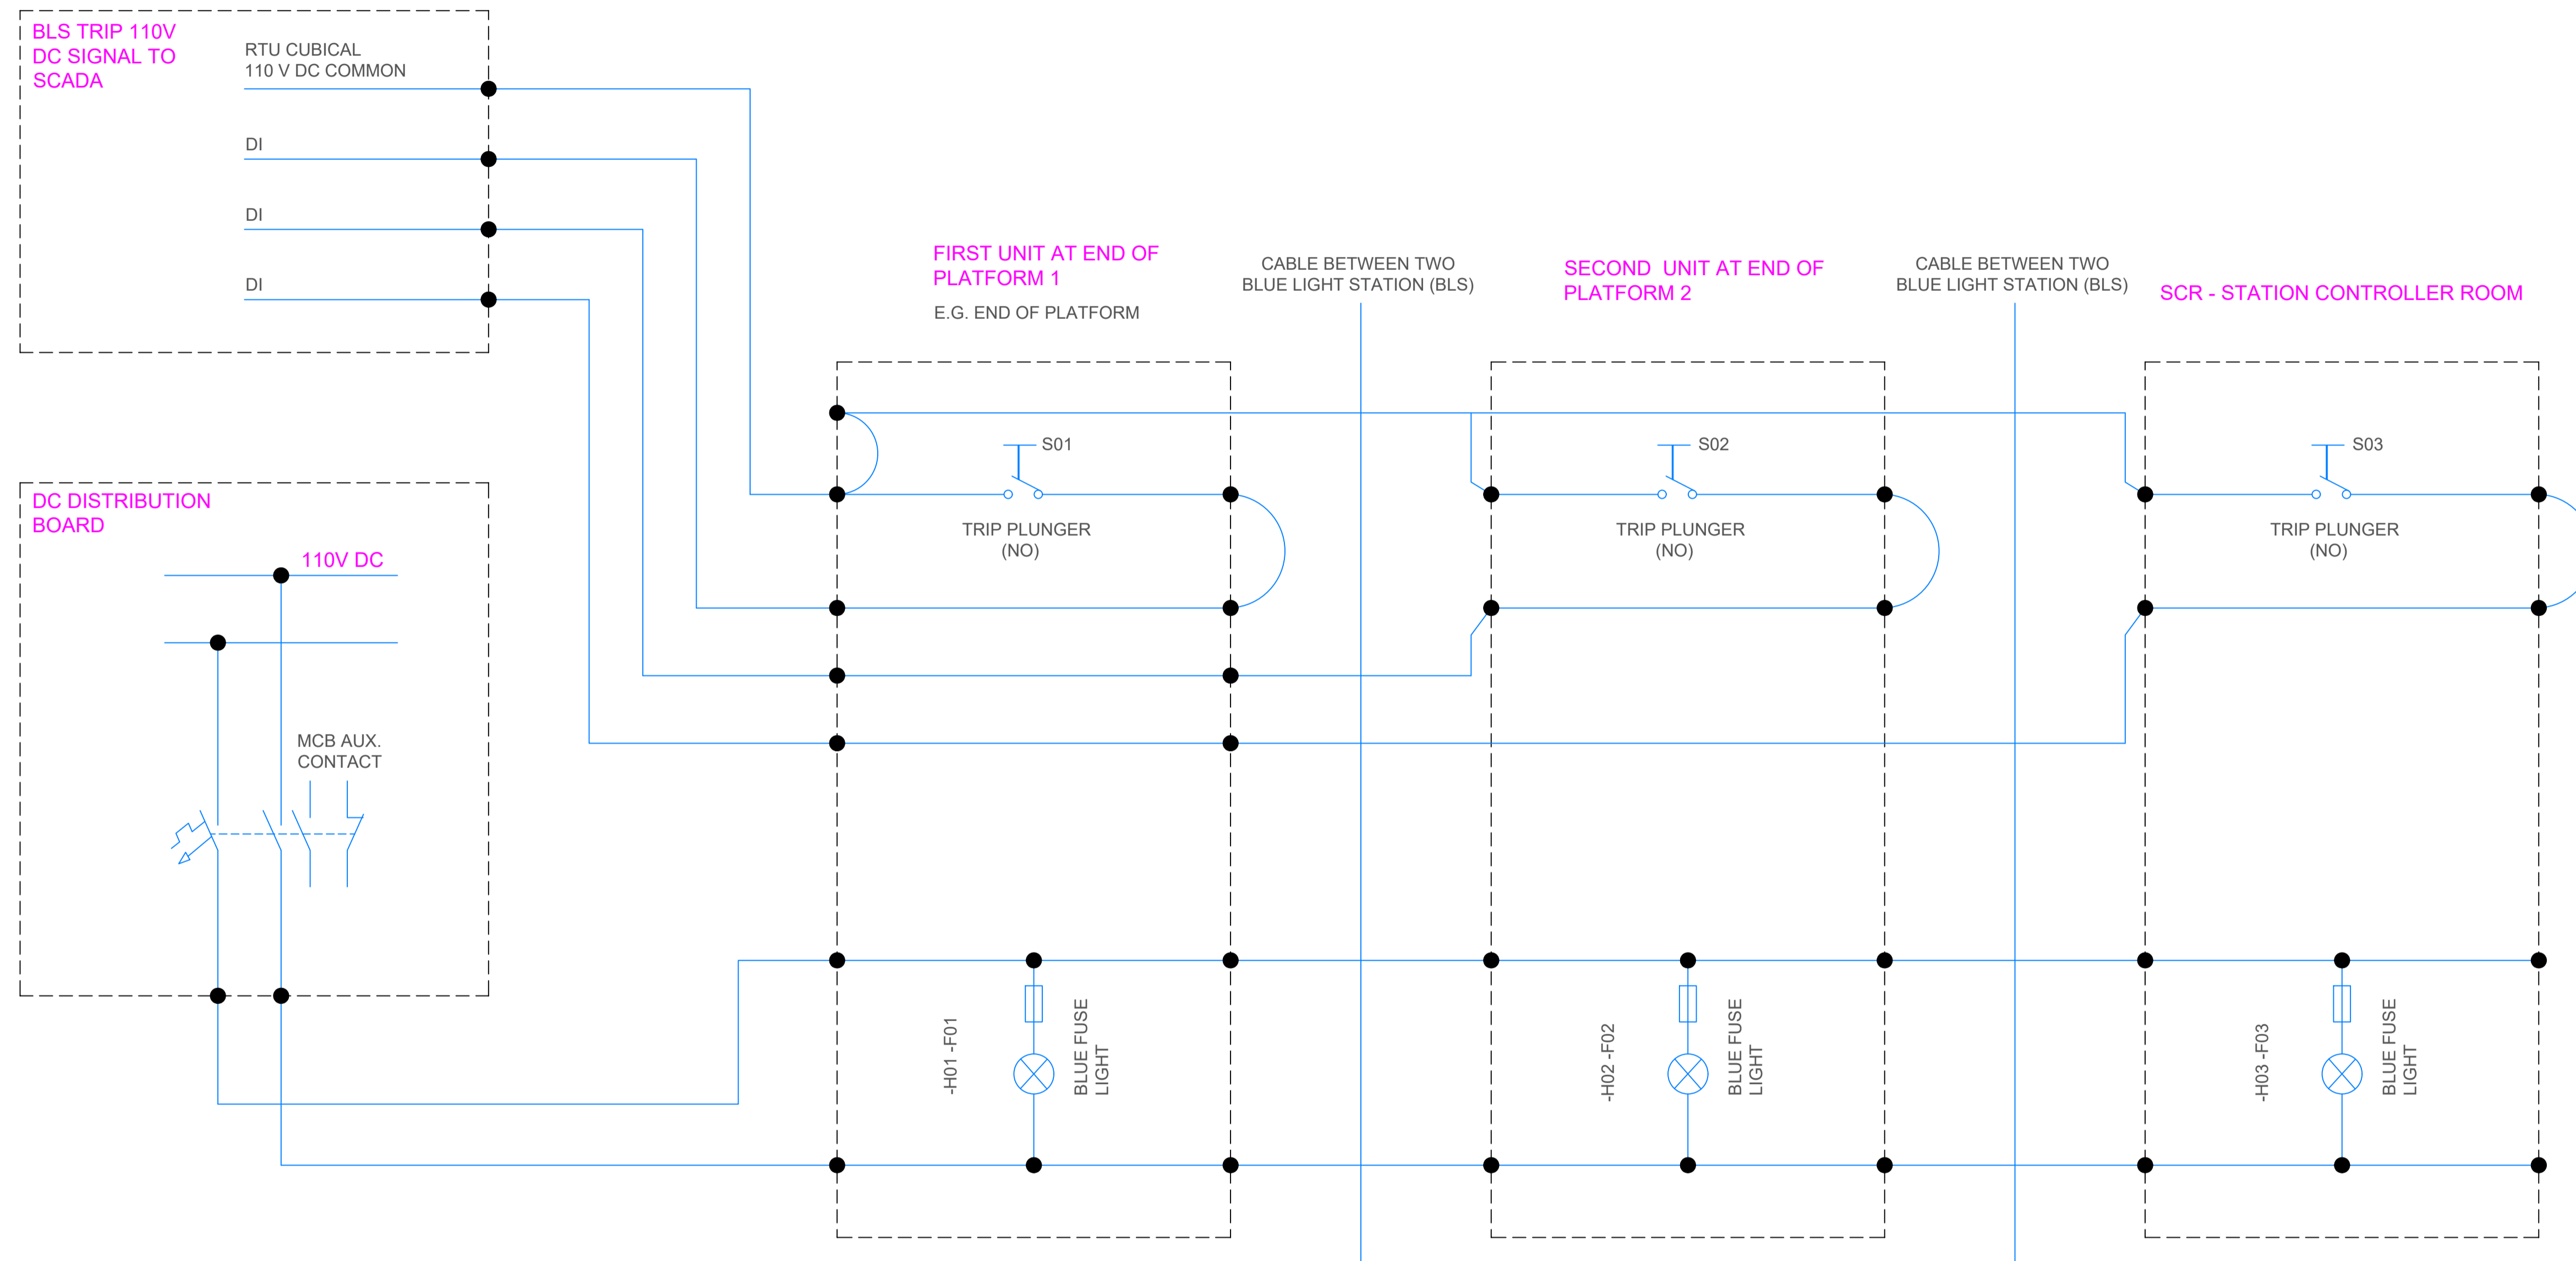 BLS TRIP 110V
DC SIGNAL TO
SCADA
RTU CUBICAL
110 V DC COMMON
DI
DI
DI
FIRST UNIT AT END OF
PLATFORM 1
E.G. END OF PLATFORM
CABLE BETWEEN TWO
BLUE LIGHT STATION (BLS)
SECOND UNIT AT END OF
PLATFORM 2
CABLE BETWEEN TWO
BLUE LIGHT STATION (BLS)
SCR - STATION CONTROLLER ROOM
S01
TRIP PLUNGER
(NO)
S02
TRIP PLUNGER
(NO)
S03
TRIP PLUNGER
(NO)
DC DISTRIBUTION
BOARD
110V DC
MCB AUX.
CONTACT
-H01 -F01
BLUE FUSE
LIGHT
-H02 -F02
BLUE FUSE
LIGHT
-H03 -F03
BLUE FUSE
LIGHT